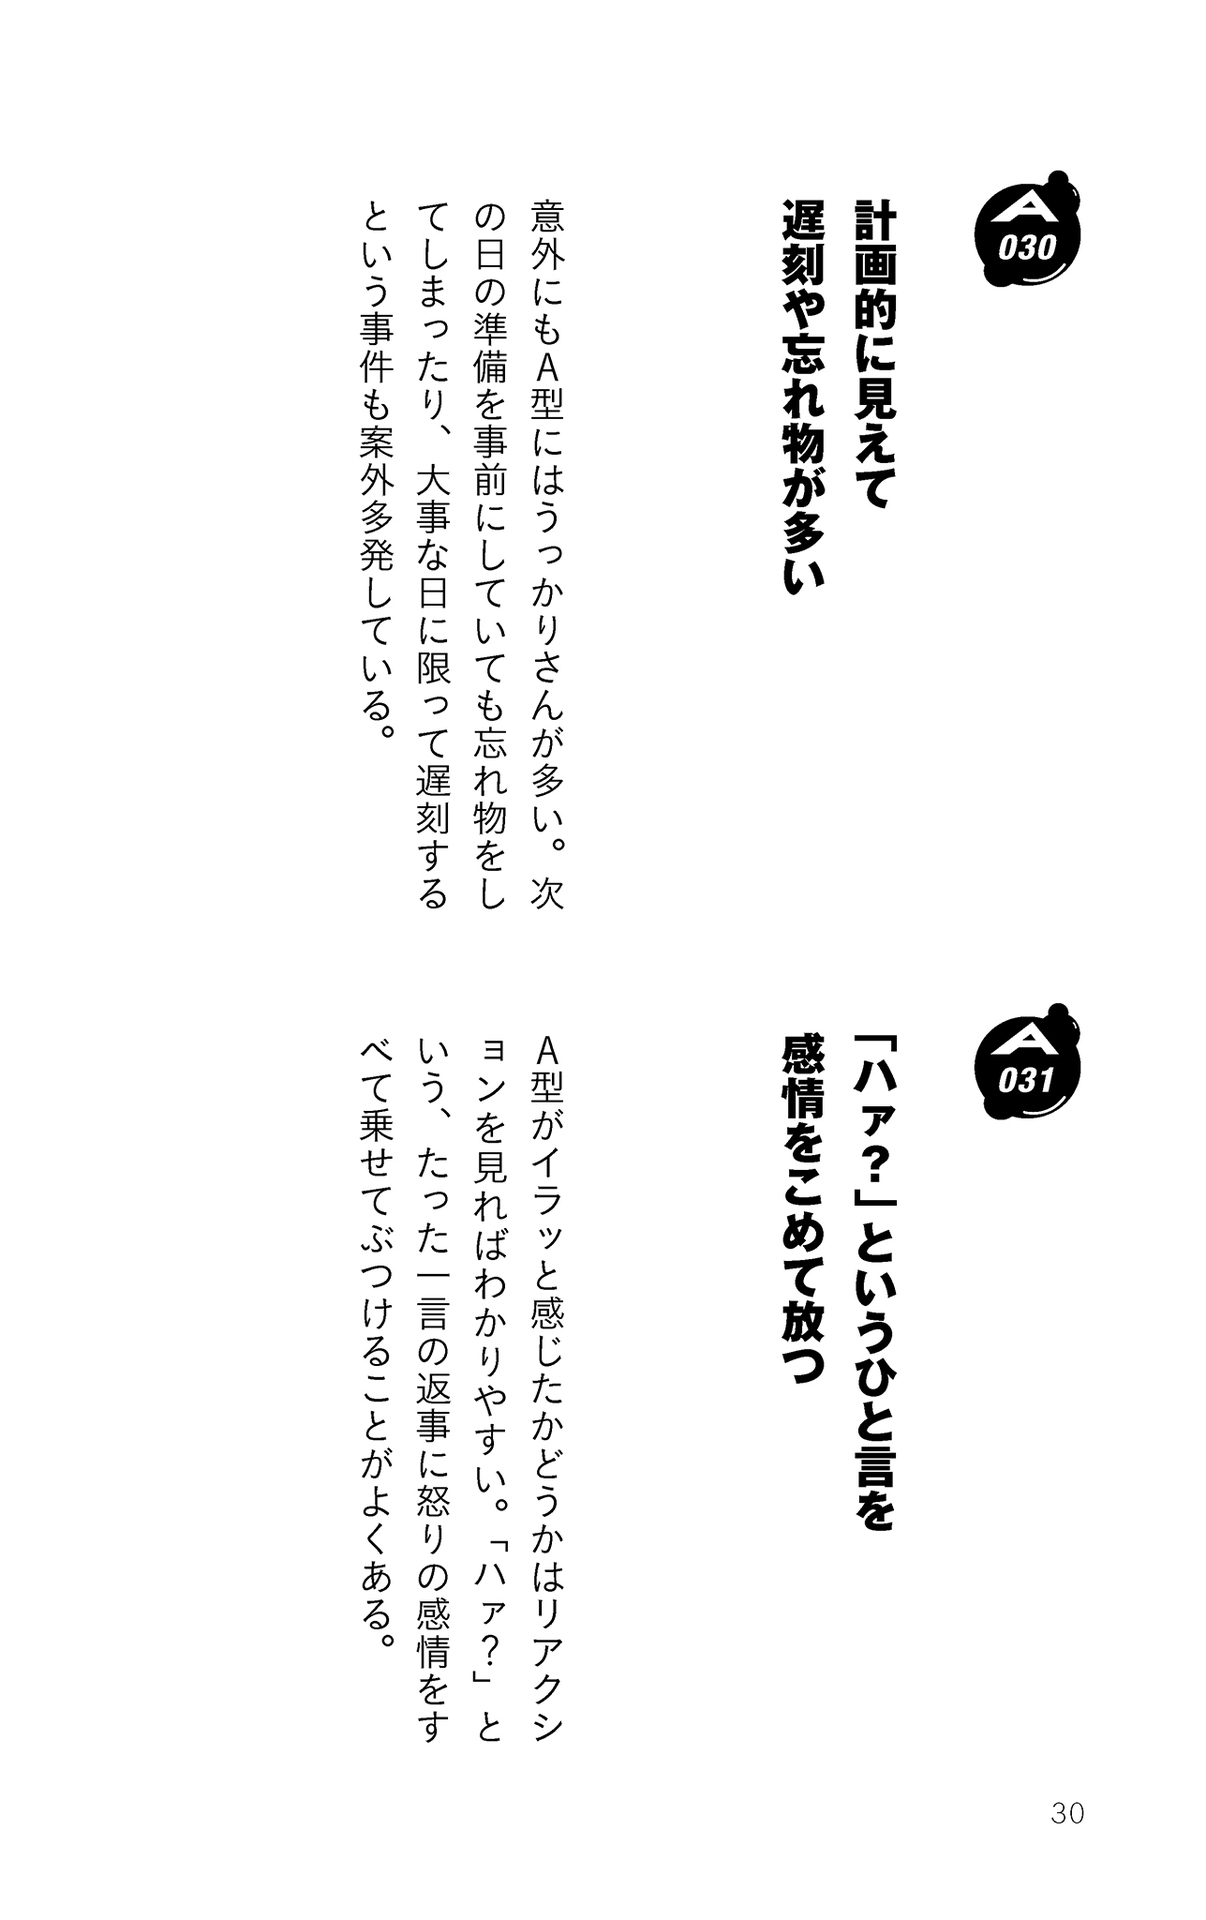 A
030
計画的に見えて
遅刻や忘れ物が多い
意外にもA型にはうっかりさんが多い。次
の日の準備を事前にしていても忘れ物をし
てしまったり、大事な日に限って遅刻する
という事件も案外多発している。
A
031
「ハァ?」というひと言を
感情をこめて放つ
A型がイラッと感じたかどうかはリアクシ
ョンを見ればわかりやすい。「ハァ?」と
いう、たった一言の返事に怒りの感情をす
べて乗せてぶつけることがよくある。
30